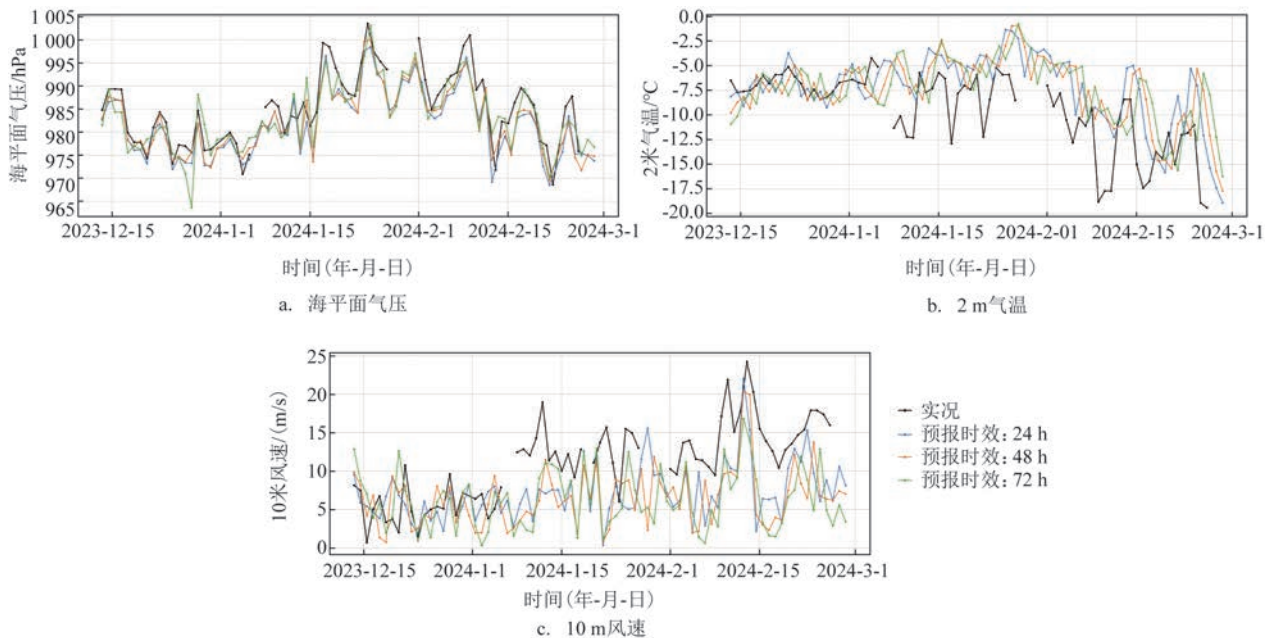 1 005
1 000
995
990
985
980
975
970
965
海平面气压/hPa
2023-12-15 2024-1-1 2024-1-15 2024-2-1 2024-2-15 2024-3-1
时间(年-月-日)
a. 海平面气压
0.0
-2.5
-5.0
-7.5
-10.0
-12.5
-15.0
-17.5
-20.0
2米气温/℃
2023-12-15 2024-1-1 2024-1-15 2024-2-01 2024-2-15 2024-3-1
时间(年-月-日)
b. 2 m气温
25
20
15
10
5
0
10米风速/(m/s)
2023-12-15 2024-1-1 2024-1-15 2024-2-1 2024-2-15 2024-3-1
时间(年-月-日)
c. 10 m风速
实况
预报时效: 24 h
预报时效: 48 h
预报时效: 72 h